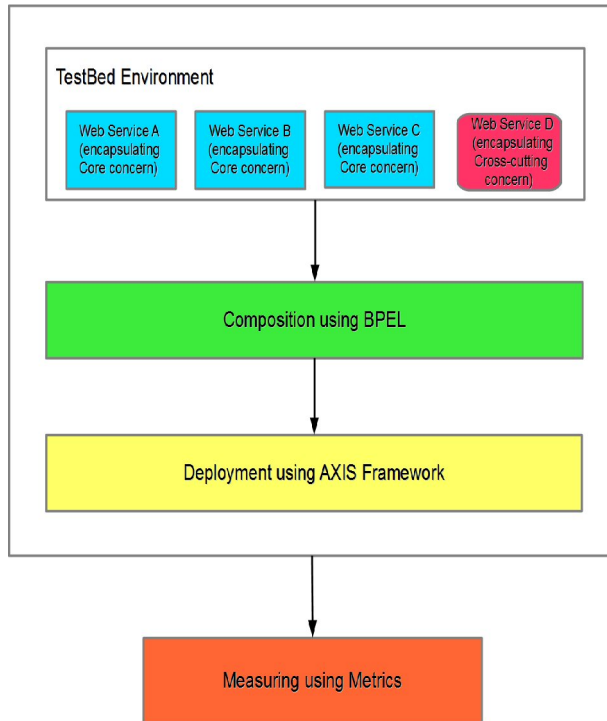 TestBed Environment
Web Service A
(encapsulating
Core concern)
Web Service B
(encapsulating
Core concern)
Web Service C
(encapsulating
Core concern)
Web Service D
(encapsulating
Cross-cutting
concern)
Composition using BPEL
Deployment using AXIS Framework
Measuring using Metrics